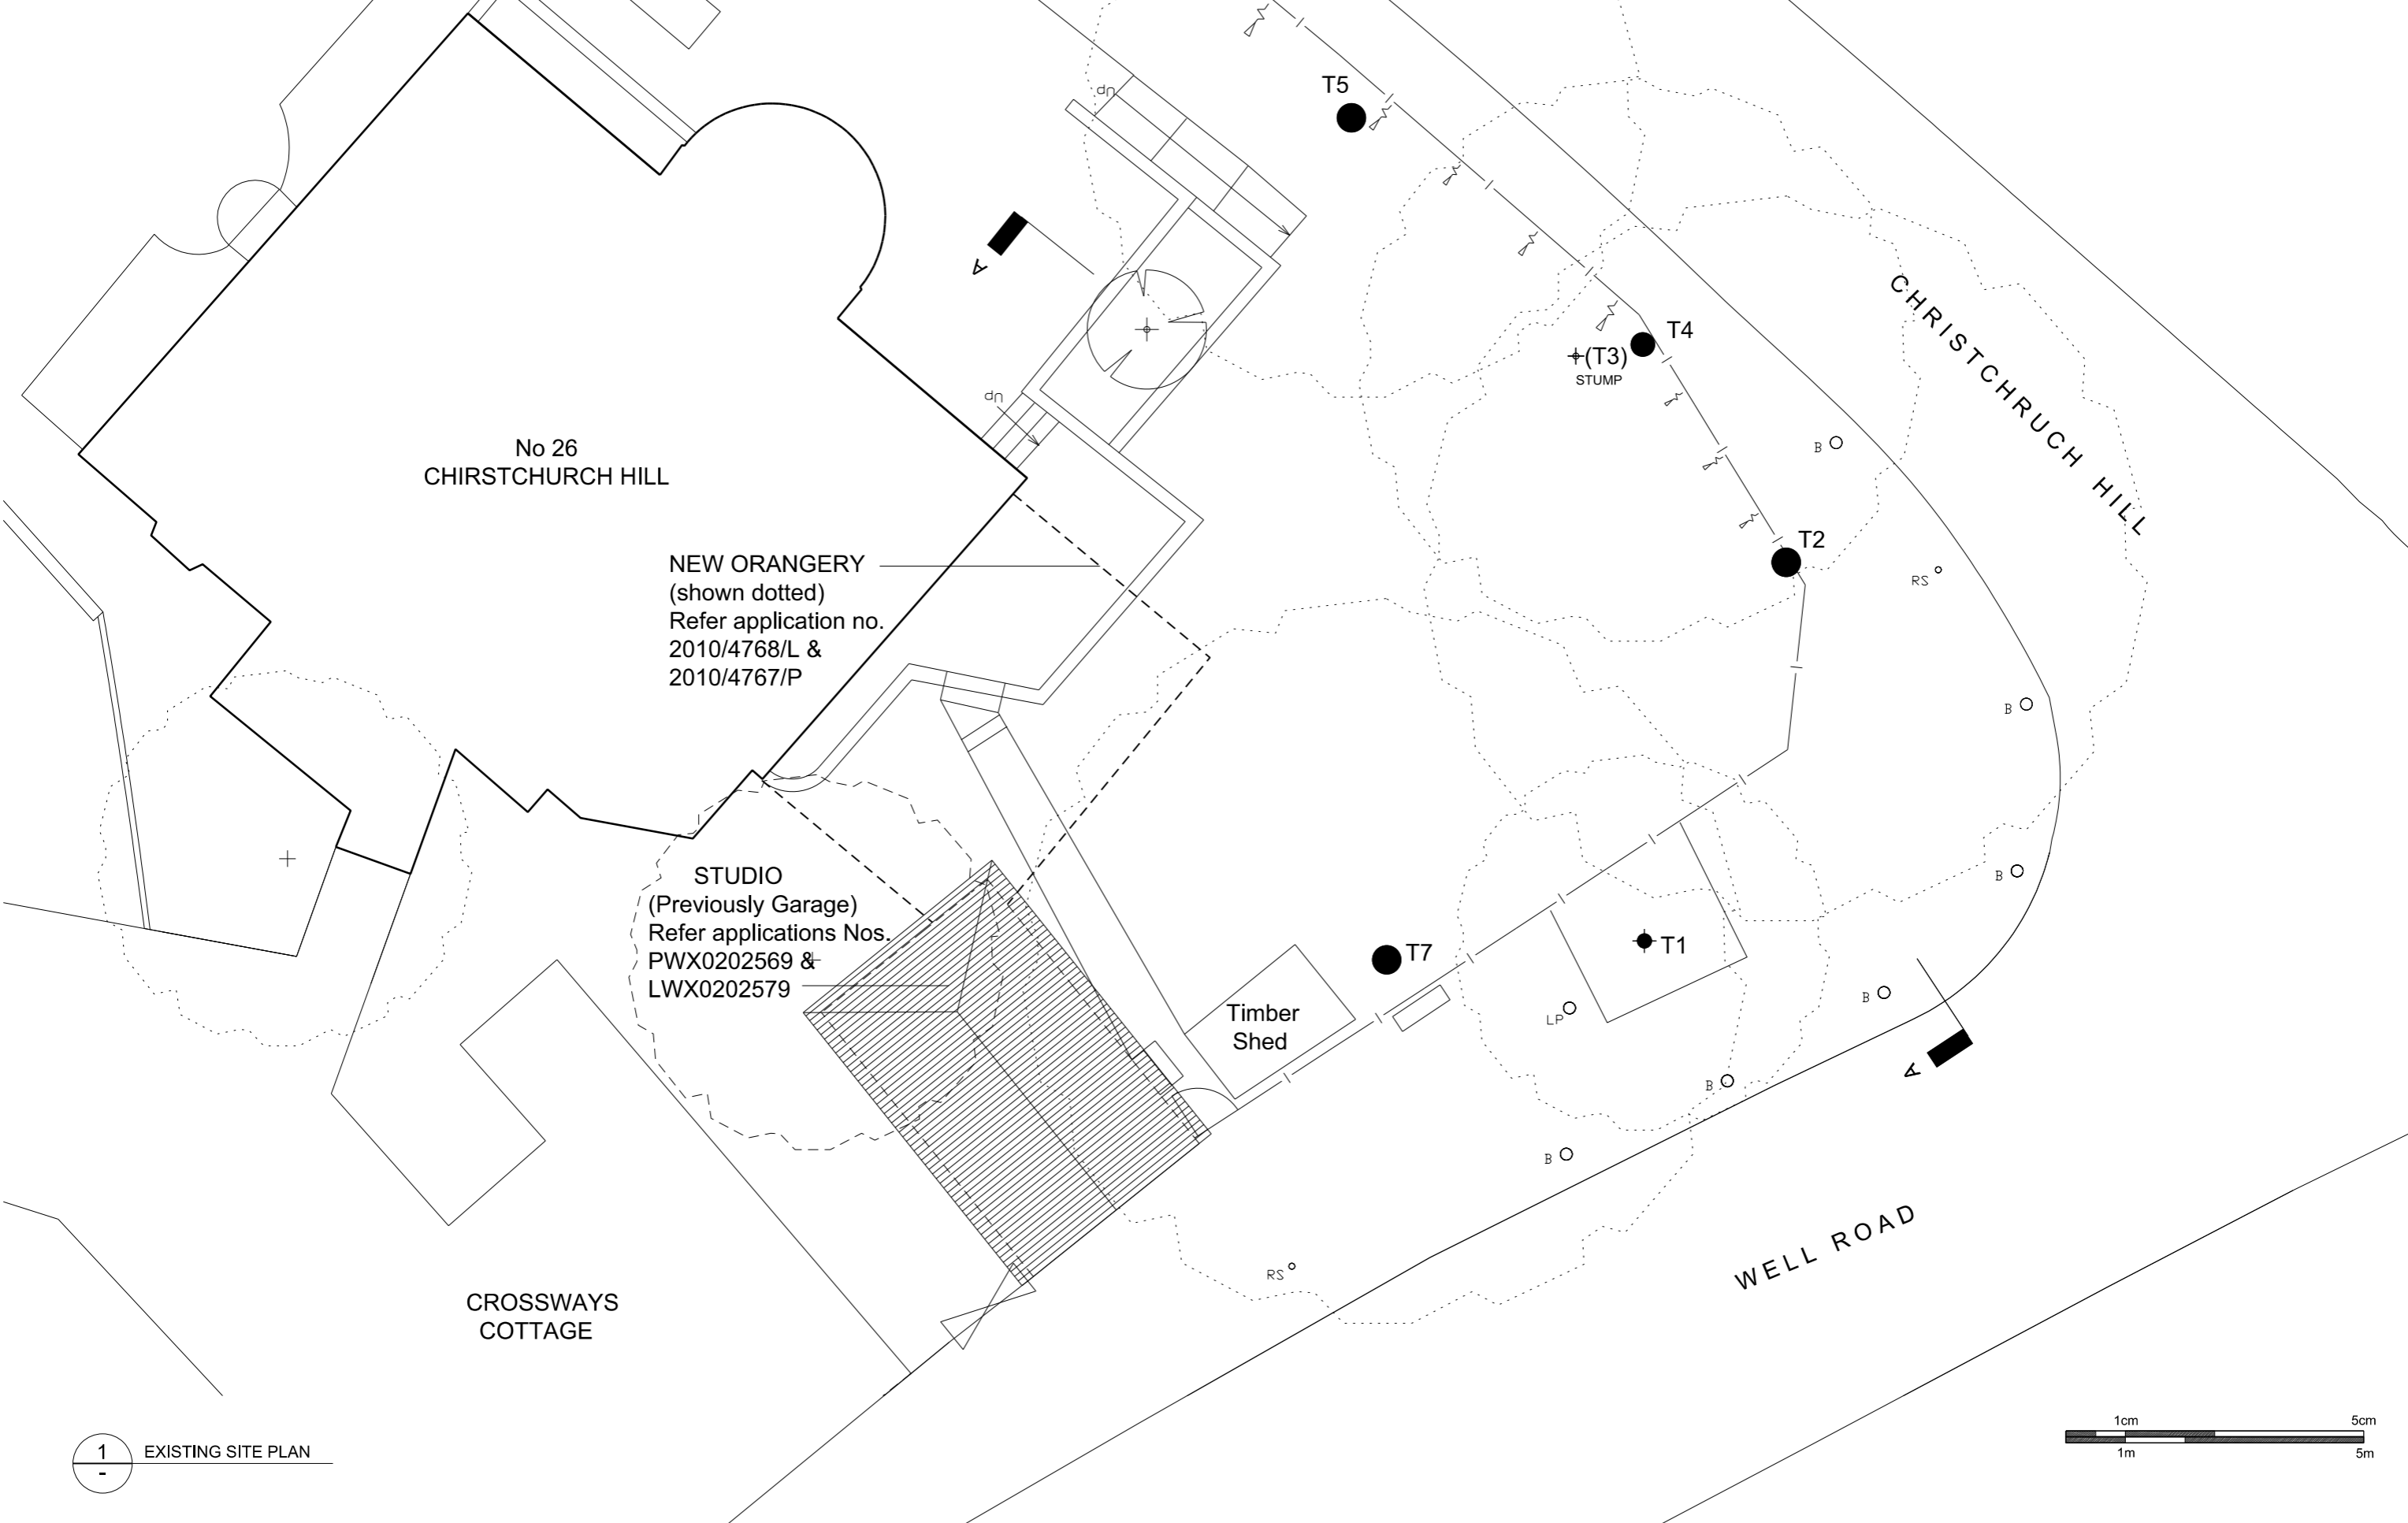 T5
Up
A
CHRISTCHRUCH HILL
T4
(T3)
STUMP
Up
No 26
CHIRSTCHURCH HILL
B
T2
NEW ORANGERY
(shown dotted)
Refer application no.
2010/4768/L &
2010/4767/P
RS
B
STUDIO
(Previously Garage)
Refer applications Nos.
PWX0202569 &
LWX0202579
B
T7
T1
Timber
Shed
LP
B
A
B
B
WELL ROAD
RS
CROSSWAYS
COTTAGE
1
-
EXISTING SITE PLAN
1cm 5cm
1m 5m